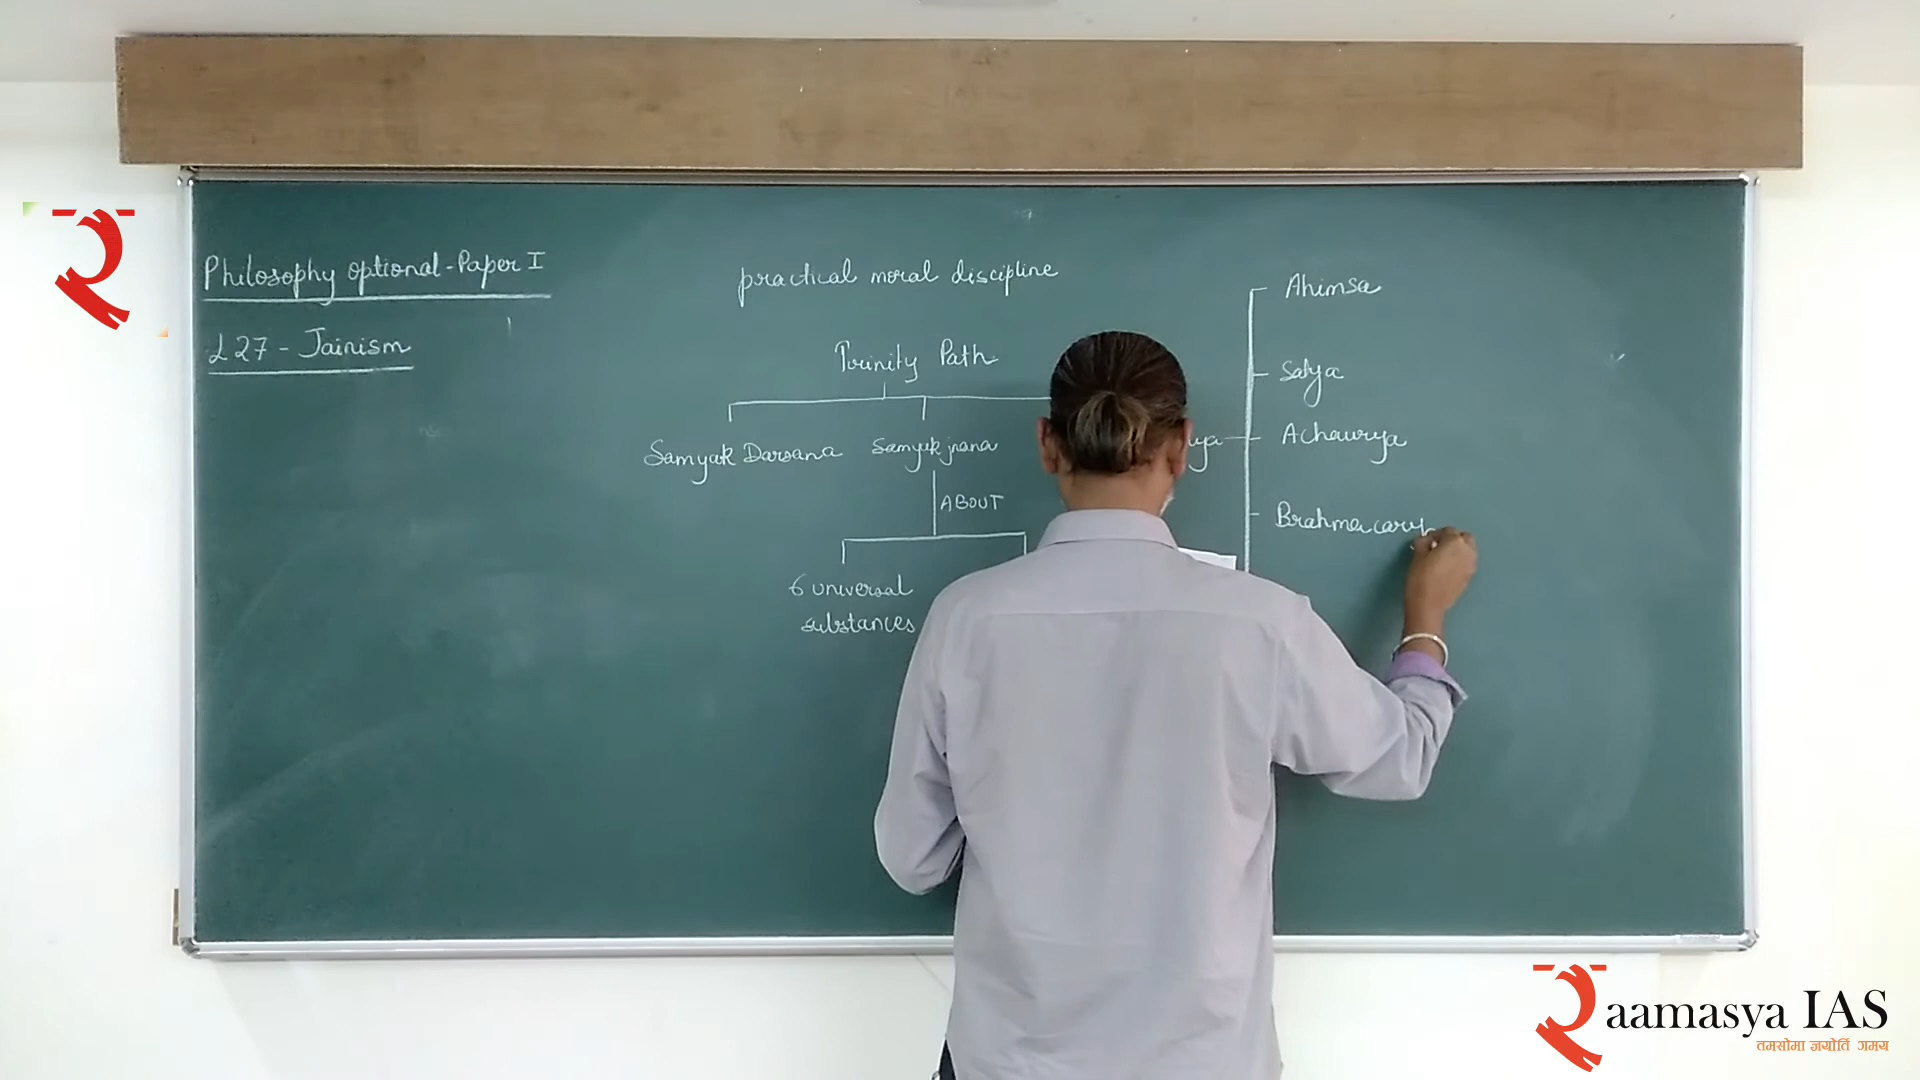 Philosophy optional - Paper I
L27 - Jainism
practical moral discipline
Trinity Path
Samyak Darsana
Samyak jnana
ABOUT
6 universal
substances
Ahimsa
Satya
Achaurya
Brahmacary
aamasya IAS
तमसोमा ज्योर्ति गमय